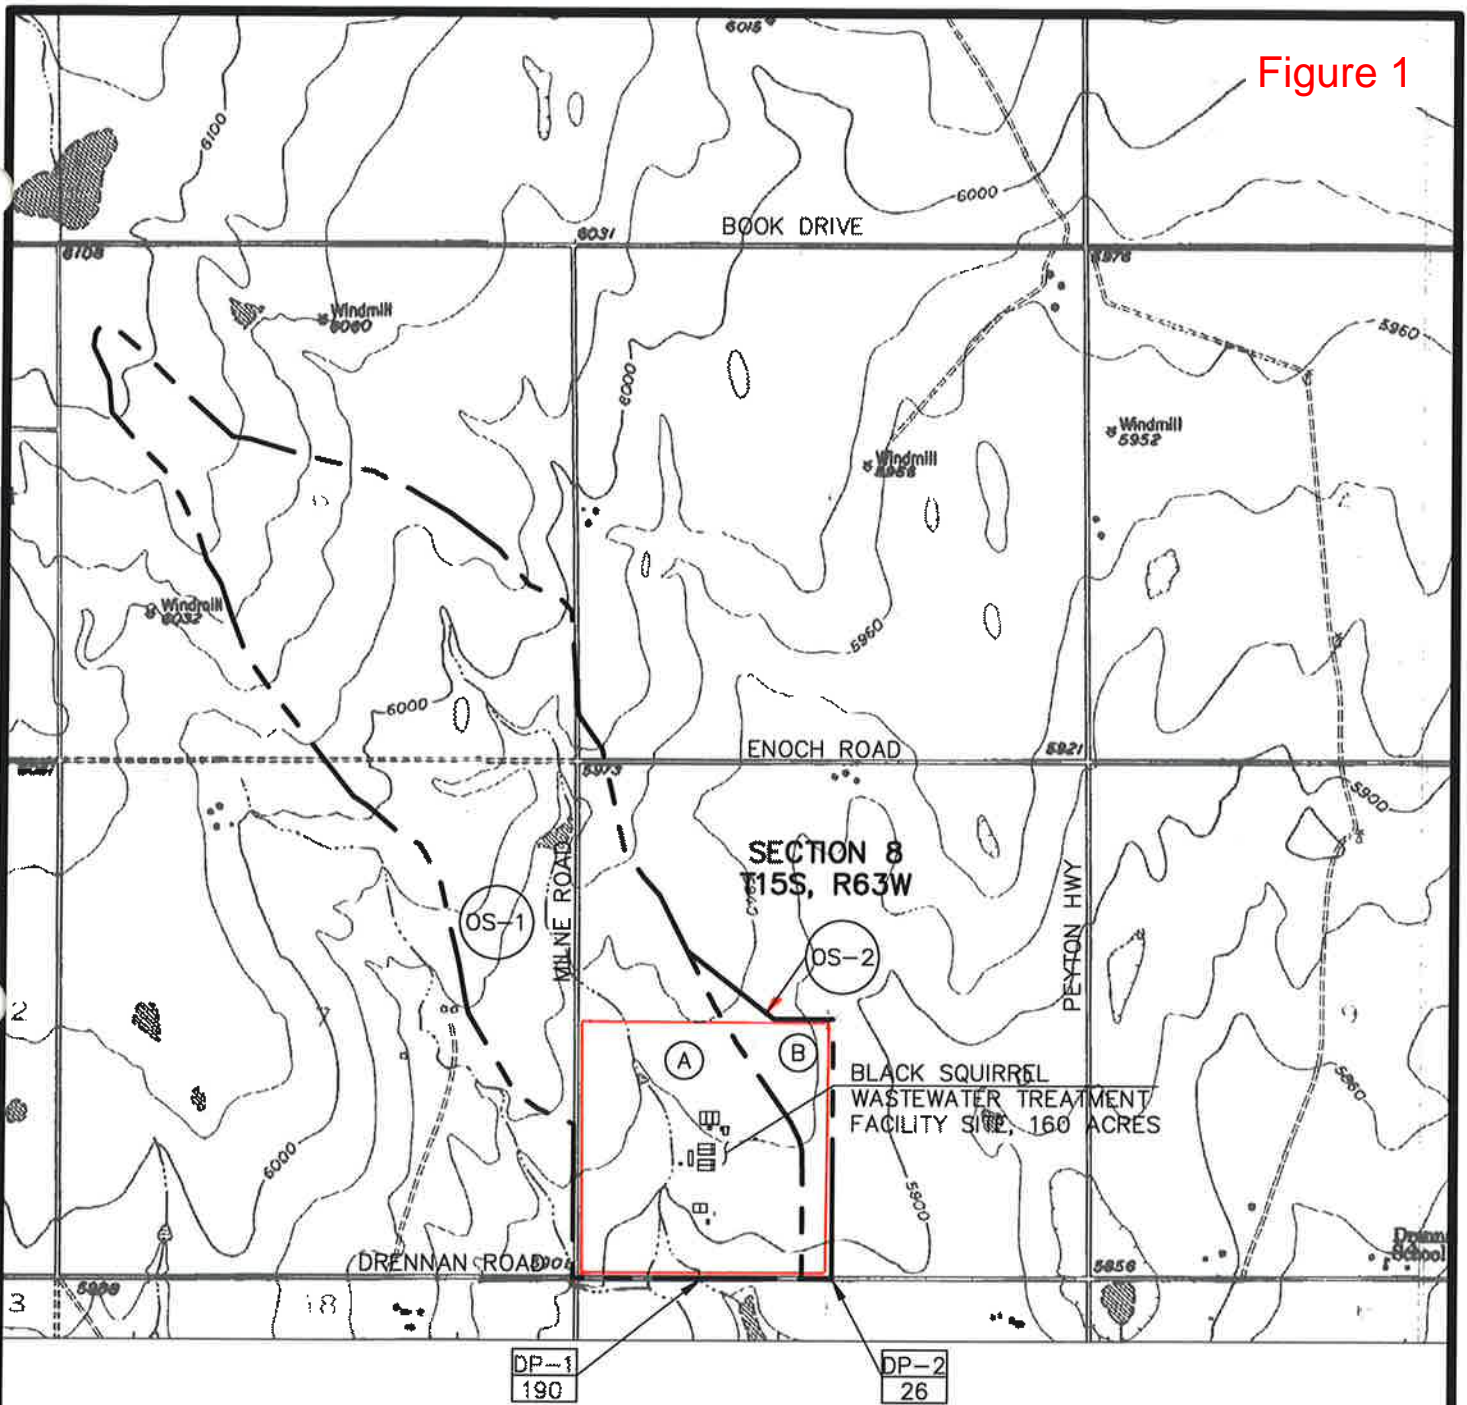 6015
Figure 1
6100
6000
BOOK DRIVE
6031
6108
5976
Windmill
6060
5960
6000
Windmill
5952
Windmill
5958
Windmill
6032
5960
6000
ENOCH ROAD
5921
5973
5900
SECTION 8
T15S, R63W
MILNE ROAD
PEYTON HWY
OS-1
OS-2
2
7
A
B
BLACK SQUIRREL
WASTEWATER TREATMENT
FACILITY SITE, 160 ACRES
5860
6000
5900
DRENNAN ROAD
5856
School
3
18
DP-1
190
DP-2
26